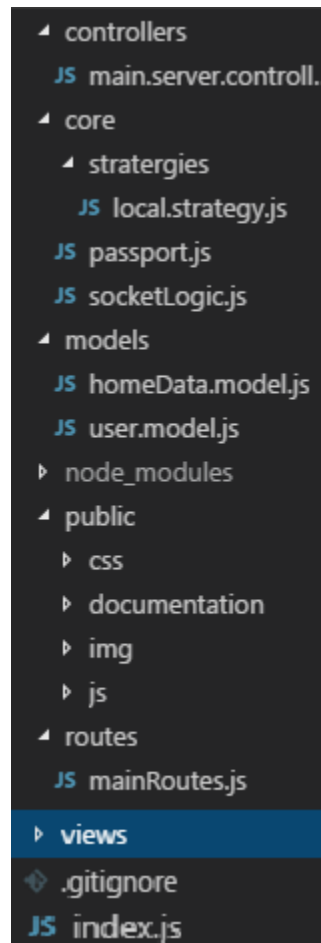 controllers
JS main.server.controll.
core
stratergies
JS local.strategy.js
JS passport.js
JS socketLogic.js
models
JS homeData.model.js
JS user.model.js
node_modules
public
css
documentation
img
js
routes
JS mainRoutes.js
views
.gitignore
JS index.js